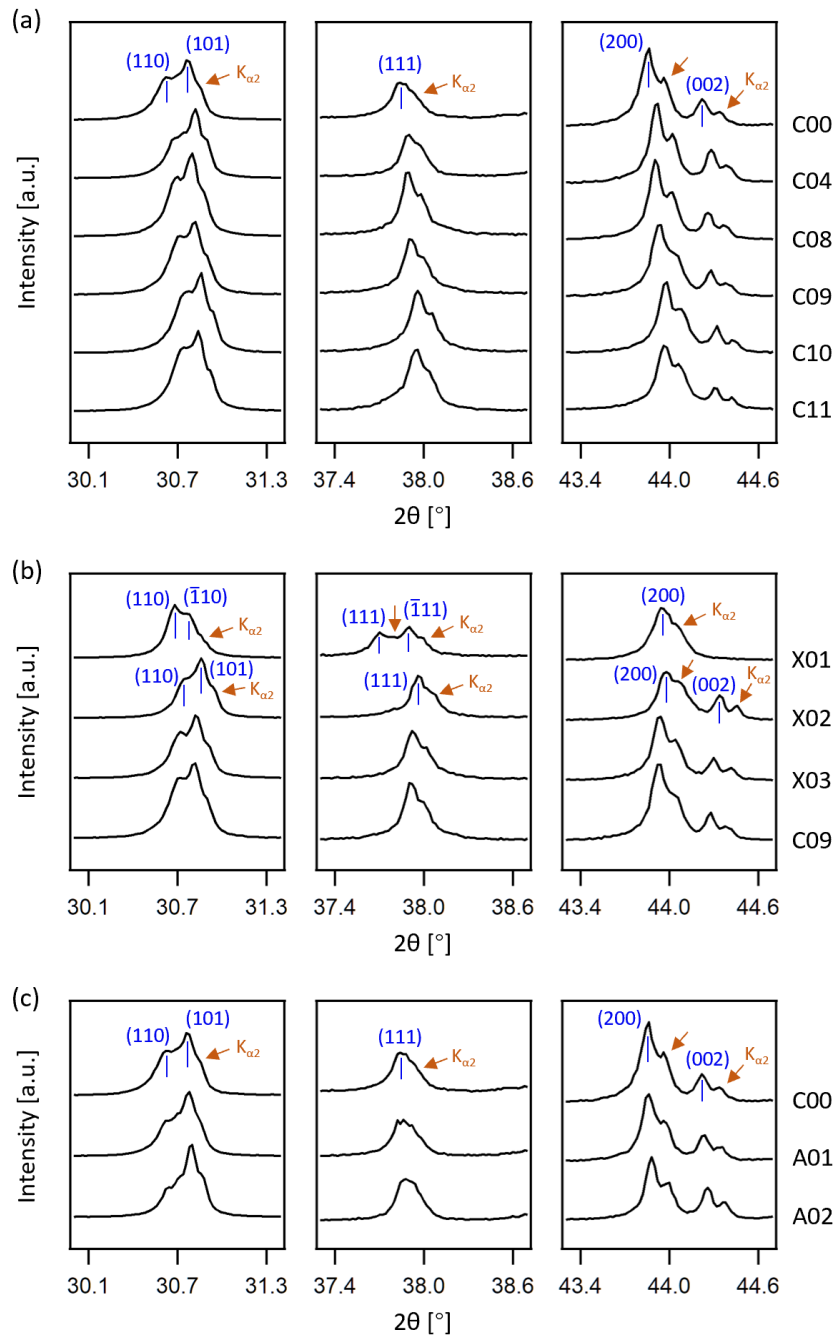 (a)
Intensity [a.u.]
(110)
(101)
Kα2
(111)
Kα2
(200)
(002)
Kα2
C00
C04
C08
C09
C10
C11
30.1 30.7 31.3
37.4 38.0 38.6
43.4 44.0 44.6
2θ [°]
(b)
Intensity [a.u.]
(110)
(1̅10)
Kα2
(110)
(101)
Kα2
(111)
(1̅11)
Kα2
(111)
Kα2
(200)
Kα2
(200)
(002)
Kα2
X01
X02
X03
C09
30.1 30.7 31.3
37.4 38.0 38.6
43.4 44.0 44.6
2θ [°]
(c)
Intensity [a.u.]
(110)
(101)
Kα2
(111)
Kα2
(200)
(002)
Kα2
C00
A01
A02
30.1 30.7 31.3
37.4 38.0 38.6
43.4 44.0 44.6
2θ [°]